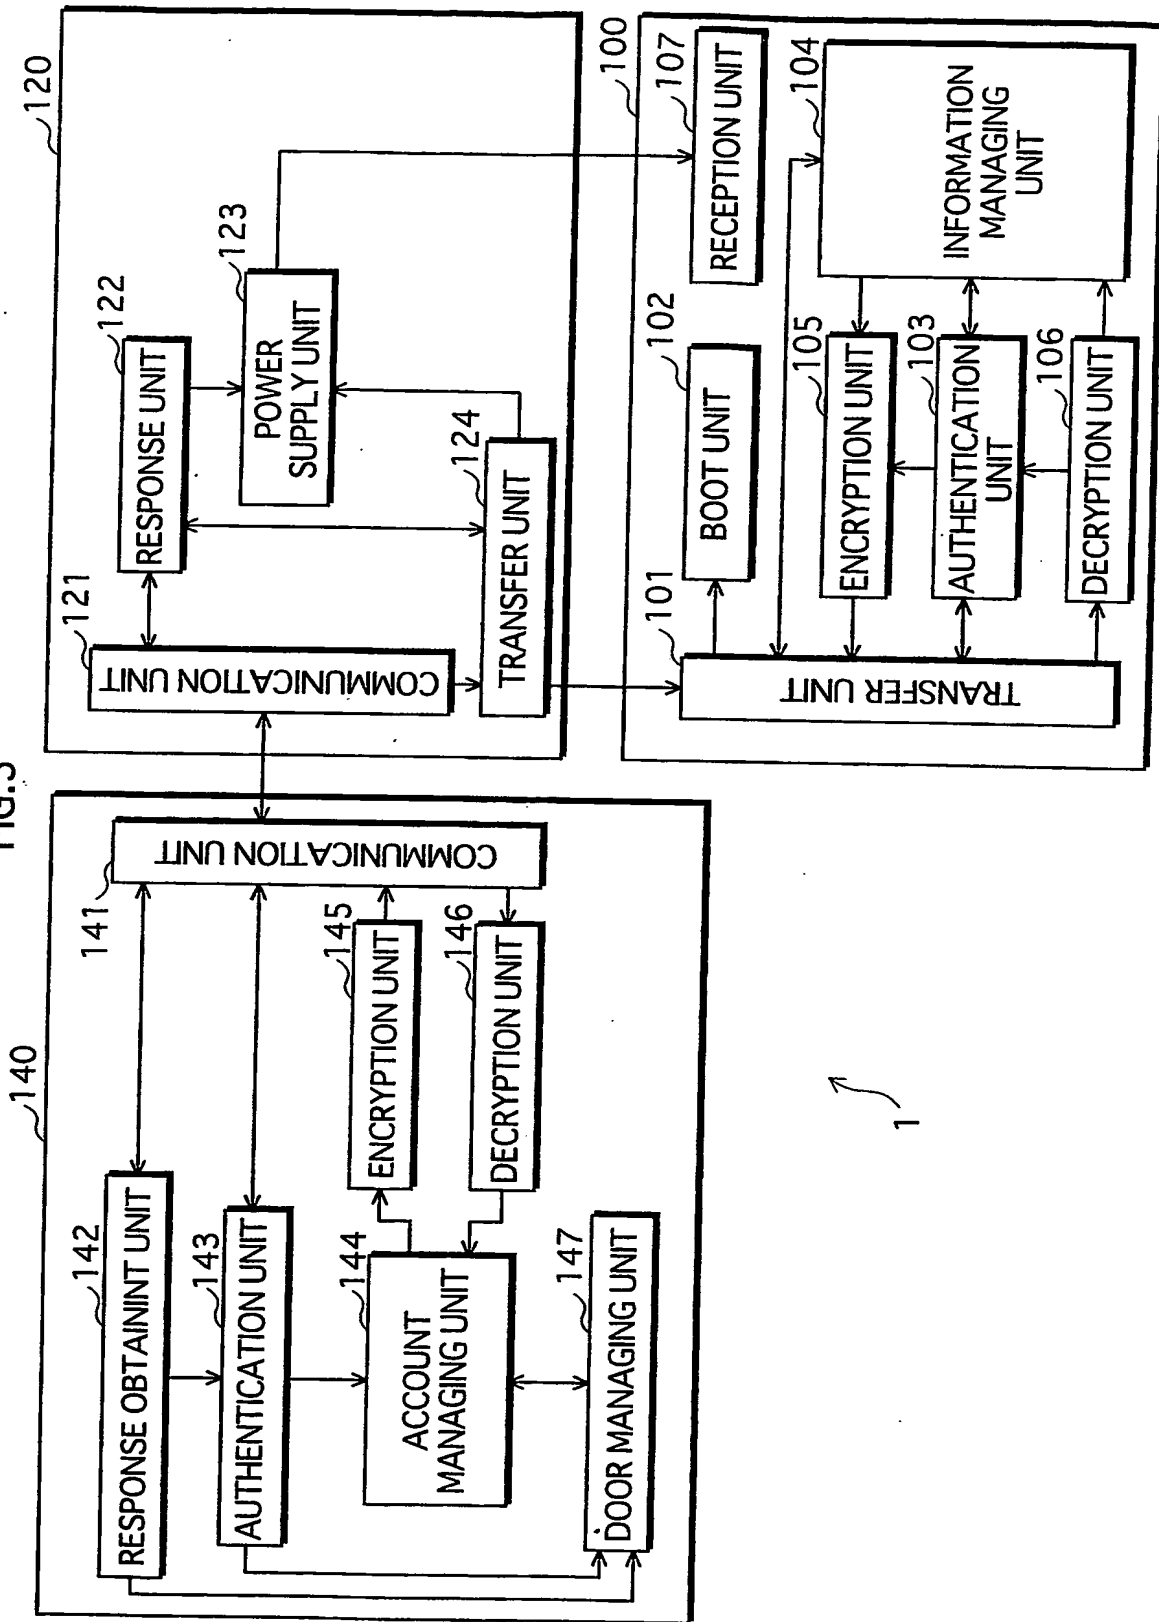 FIG.3
140
142
RESPONSE OBTAININT UNIT
143
AUTHENTICATION UNIT
144
ACCOUNT
MANAGING UNIT
147
DOOR MANAGING UNIT
145
ENCRYPTION UNIT
146
DECRYPTION UNIT
141
COMMUNICATION UNIT
120
121
COMMUNICATION UNIT
122
RESPONSE UNIT
123
POWER
SUPPLY UNIT
124
TRANSFER UNIT
100
101
TRANSFER UNIT
102
BOOT UNIT
107
RECEPTION UNIT
105
ENCRYPTION UNIT
103
AUTHENTICATION
UNIT
106
DECRYPTION UNIT
104
INFORMATION
MANAGING
UNIT
1